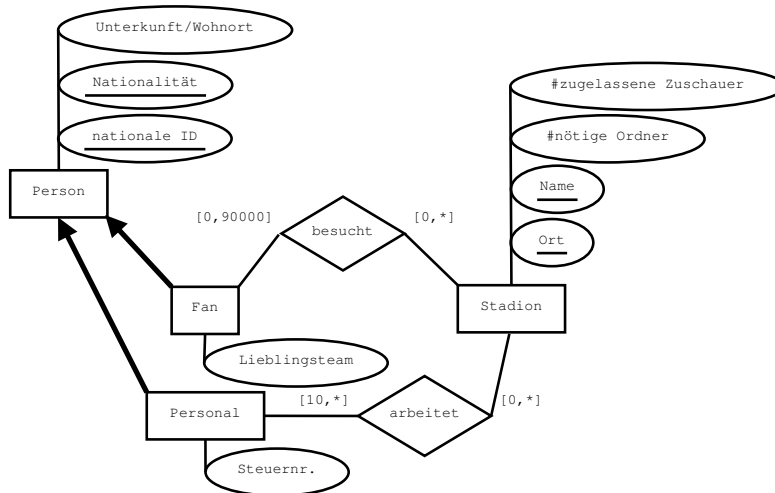 Unterkunft/Wohnort
Nationalität
#zugelassene Zuschauer
nationale ID
#nötige Ordner
Person
Name
[0,90000]
[0,*]
besucht
Ort
Fan
Stadion
Lieblingsteam
[10,*]
[0,*]
Personal
arbeitet
Steuernr.